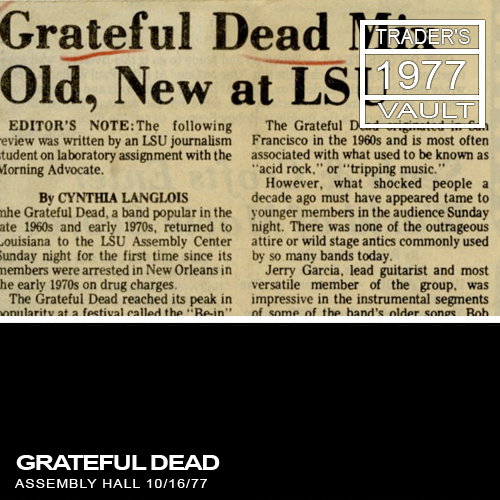 Grateful Dead Mix
Old, New at LSU
TRADER'S
1977
VAULT
EDITOR'S NOTE: The following
review was written by an LSU journalism
student on laboratory assignment with the
Morning Advocate.
By CYNTHIA LANGLOIS
The Grateful Dead, a band popular in the
late 1960s and early 1970s, returned to
Louisiana to the LSU Assembly Center
Sunday night for the first time since its
members were arrested in New Orleans in
the early 1970s on drug charges.
The Grateful Dead reached its peak in
popularity at a festival called the "Be-in"
The Grateful Dead originated in San
Francisco in the 1960s and is most often
associated with what used to be known as
"acid rock," or "tripping music."
However, what shocked people a
decade ago must have appeared tame to
younger members in the audience Sunday
night. There was none of the outrageous
attire or wild stage antics commonly used
by so many bands today.
Jerry Garcia, lead guitarist and most
versatile member of the group, was
impressive in the instrumental segments
of some of the band's older songs. Bob
GRATEFUL DEAD
ASSEMBLY HALL 10/16/77